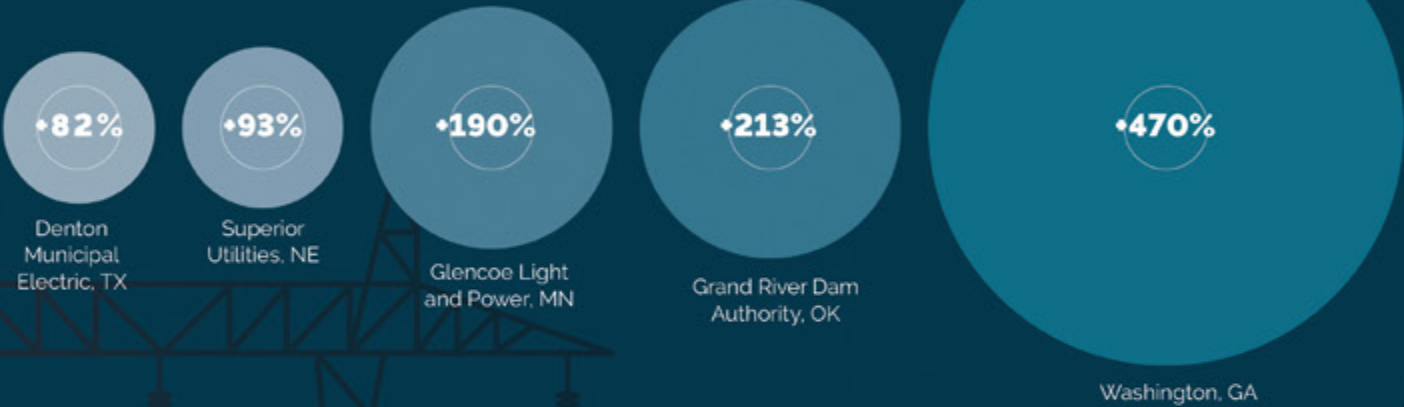 +82%
Denton
Municipal
Electric, TX
+93%
Superior
Utilities, NE
+190%
Glencoe Light
and Power, MN
+213%
Grand River Dam
Authority, OK
+470%
Washington, GA